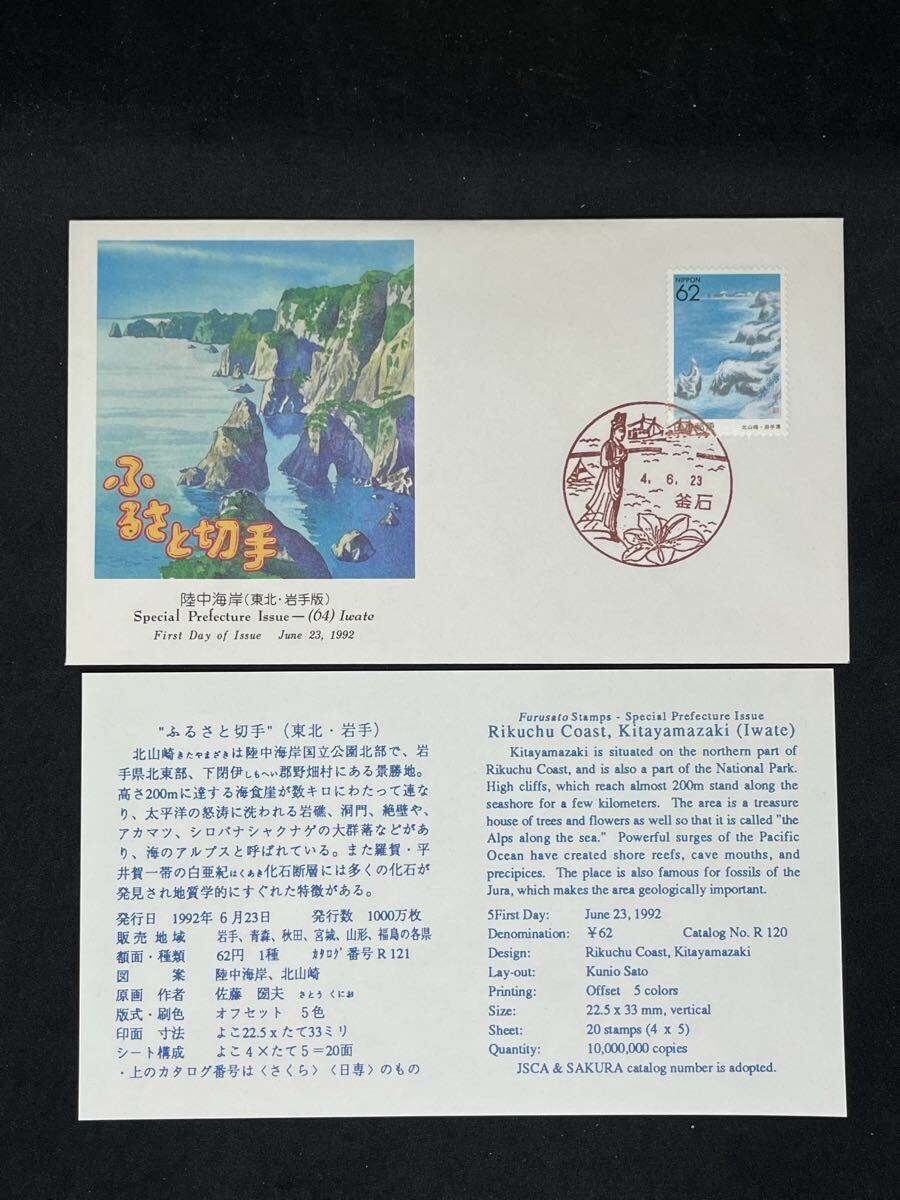 ふるさと切手
陸中海岸(東北・岩手版)
Special Prefecture Issue—(64) Iwate
First Day of Issue June 23, 1992
NIPPON
62
北山崎・岩手県
4.6.23
釜石
"ふるさと切手"(東北・岩手)
北山崎きたやまざきは陸中海岸国立公園北部で、岩
手県北東部、下閉伊しもへい郡野畑村にある景勝地。
高さ200mに達する海食崖が数キロにわたって連な
り、太平洋の怒涛に洗われる岩礁、洞門、絶壁や、
アカマツ、シロバナシャクナゲの大群落などがあ
り、海のアルプスと呼ばれている。また羅賀・平
井賀一帯の白亜紀はくあき化石断層には多くの化石が
発見され地質学的にすぐれた特徴がある。
発行日 1992年6月23日 発行数 1000万枚
販売地域 岩手、青森、秋田、宮城、山形、福島の各県
額面・種類 62円 1種 ｶﾀﾛｸﾞ番号 R 121
図案 陸中海岸、北山崎
原画作者 佐藤 圀夫 さとう くにお
版式・刷色 オフセット 5色
印面寸法 よこ22.5xたて33ミリ
シート構成 よこ4×たて5=20面
・上のカタログ番号は〈さくら〉〈日専〉のもの
Furusato Stamps - Special Prefecture Issue
Rikuchu Coast, Kitayamazaki (Iwate)
Kitayamazaki is situated on the northern part of
Rikuchu Coast, and is also a part of the National Park.
High cliffs, which reach almost 200m stand along the
seashore for a few kilometers. The area is a treasure
house of trees and flowers as well so that it is called "the
Alps along the sea." Powerful surges of the Pacific
Ocean have created shore reefs, cave mouths, and
precipices. The place is also famous for fossils of the
Jura, which makes the area geologically important.
5First Day: June 23, 1992
Denomination: ¥62 Catalog No. R 120
Design: Rikuchu Coast, Kitayamazaki
Lay-out: Kunio Sato
Printing: Offset 5 colors
Size: 22.5 x 33 mm, vertical
Sheet: 20 stamps (4 x 5)
Quantity: 10,000,000 copies
JSCA & SAKURA catalog number is adopted.